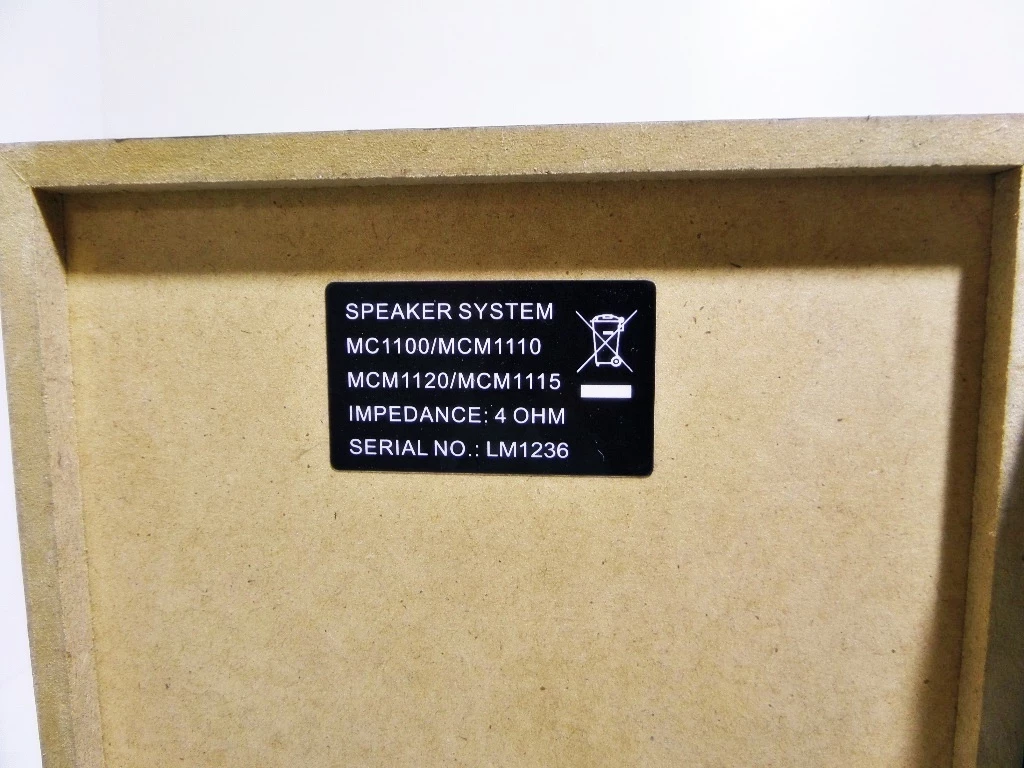 SPEAKER SYSTEM
MC1100/MCM1110
MCM1120/MCM1115
IMPEDANCE: 4 OHM
SERIAL NO.: LM1236